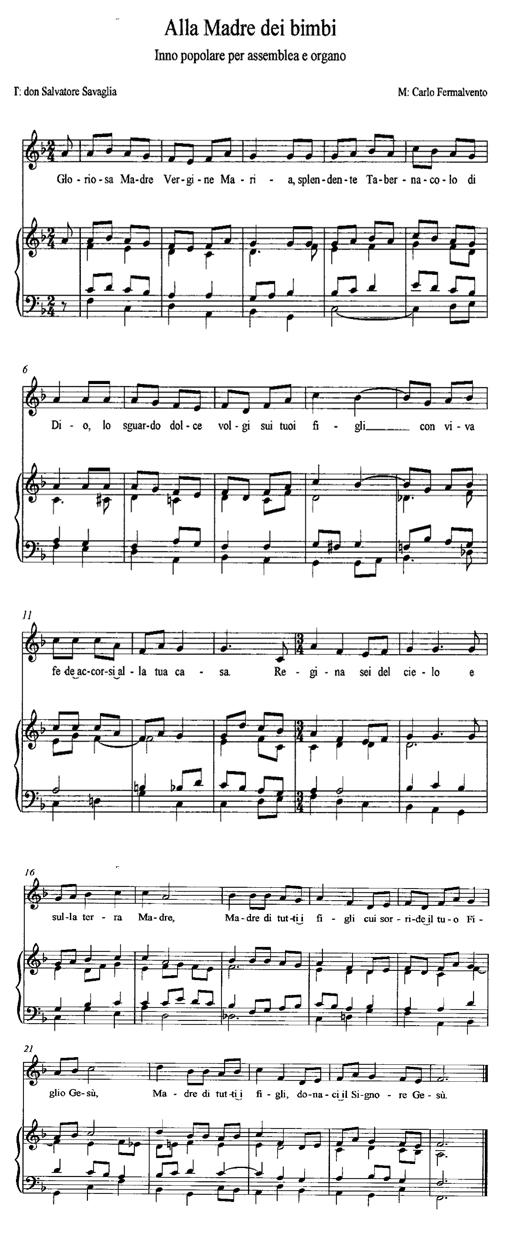 Alla Madre dei bimbi
Inno popolare per assemblea e organo
T: don Salvatore Savaglia M: Carlo Fermalvento
Glo - rio - sa Ma - dre Ver - gi - ne Ma - ri - a, splen - den - te Ta - ber - na - co - lo di
6
Di - o, lo sguar - do dol - ce vol - gi sui tuoi fi - gli____ con vi - va
11
fe de ac - cor - si al - la tua ca - sa. Re - gi - na sei del cie - lo e
16
sul - la ter - ra Ma - dre, Ma - dre di tut - ti i fi - gli cui sor - ri - de il tu - o Fi -
21
glio Ge - sù, Ma - dre di tut - ti i fi - gli, do - na - ci il Si - gno - re Ge - sù.